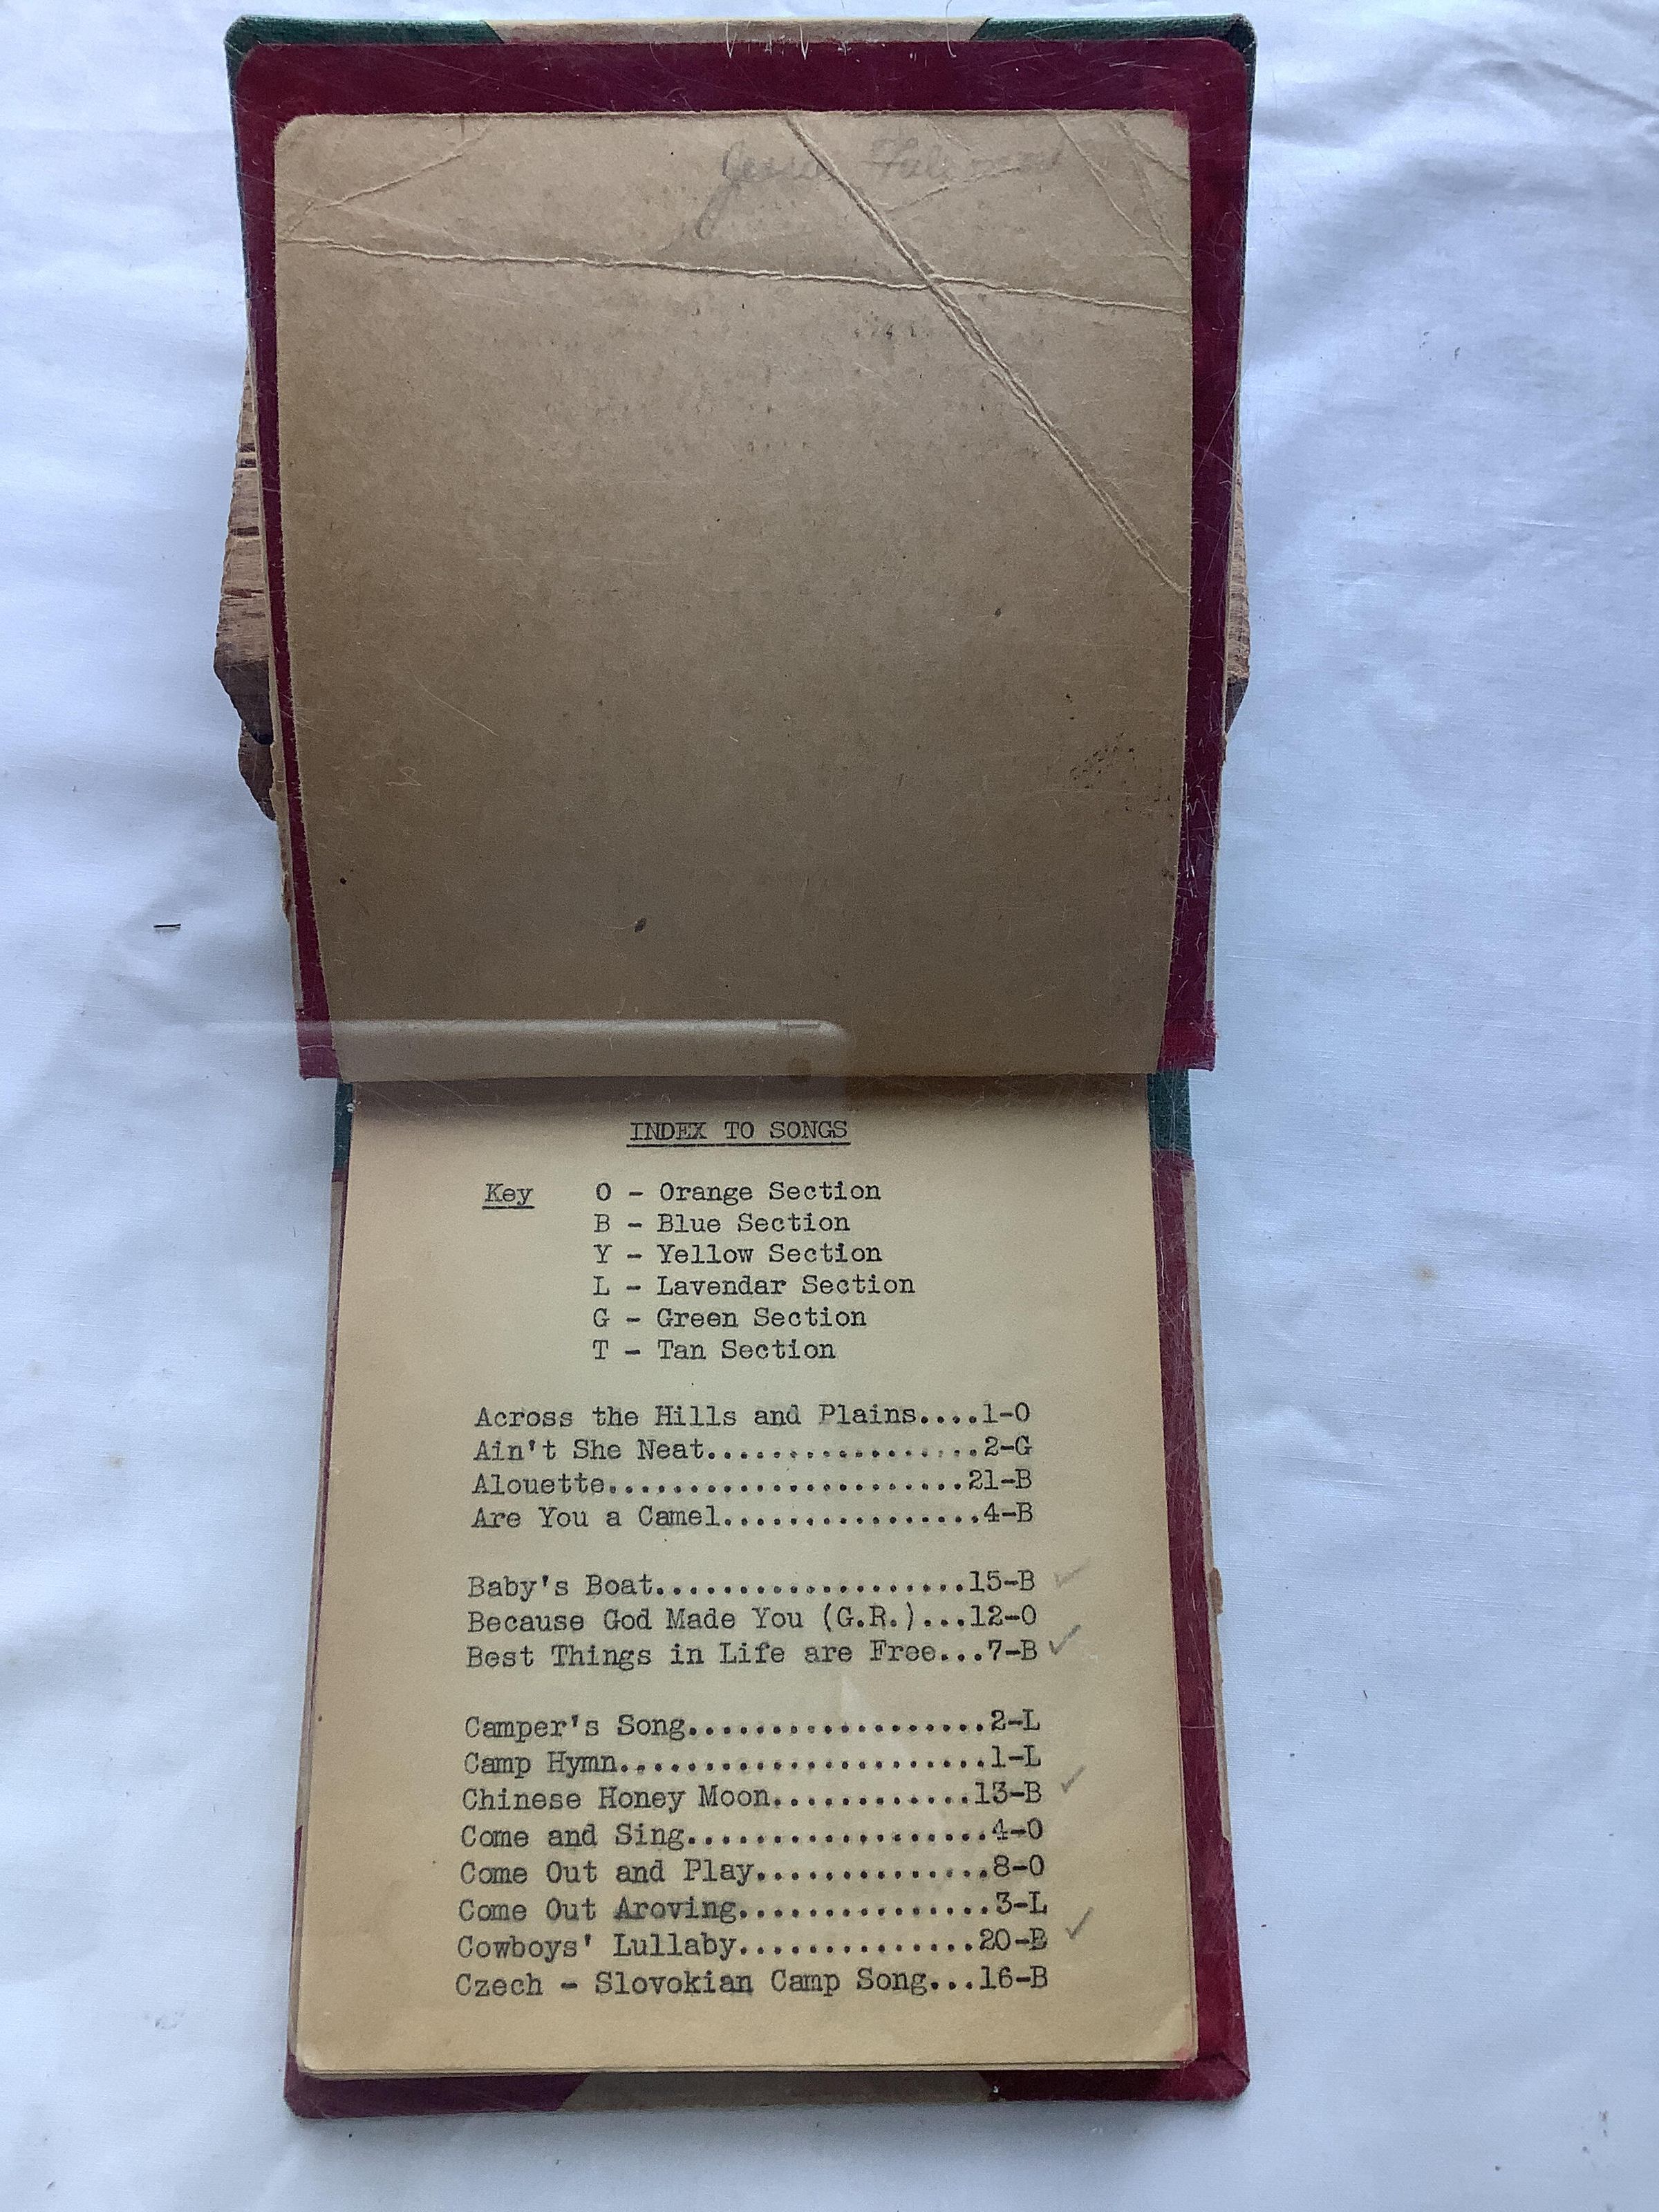 INDEX TO SONGS
Key O - Orange Section
B - Blue Section
Y - Yellow Section
L - Lavendar Section
G - Green Section
T - Tan Section
Across the Hills and Plains....1-O
Ain't She Neat.................2-G
Alouette......................21-B
Are You a Camel................4-B
Baby's Boat...................15-B
Because God Made You (G.R.)...12-O
Best Things in Life are Free...7-B
Camper's Song...................2-L
Camp Hymn.......................1-L
Chinese Honey Moon............13-B
Come and Sing...................4-O
Come Out and Play...............8-O
Come Out Aroving................3-L
Cowboys' Lullaby...............20-B
Czech - Slovokian Camp Song...16-B